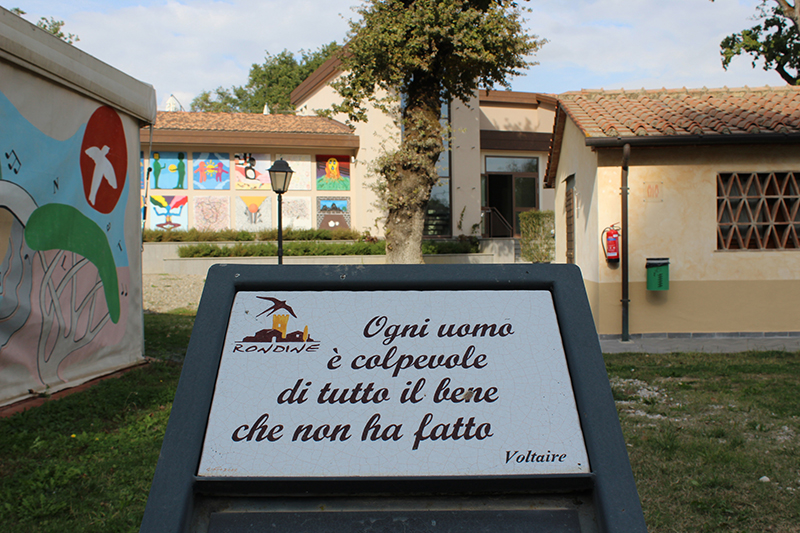 RONDINE
Ogni uomo
è colpevole
di tutto il bene
che non ha fatto
Voltaire